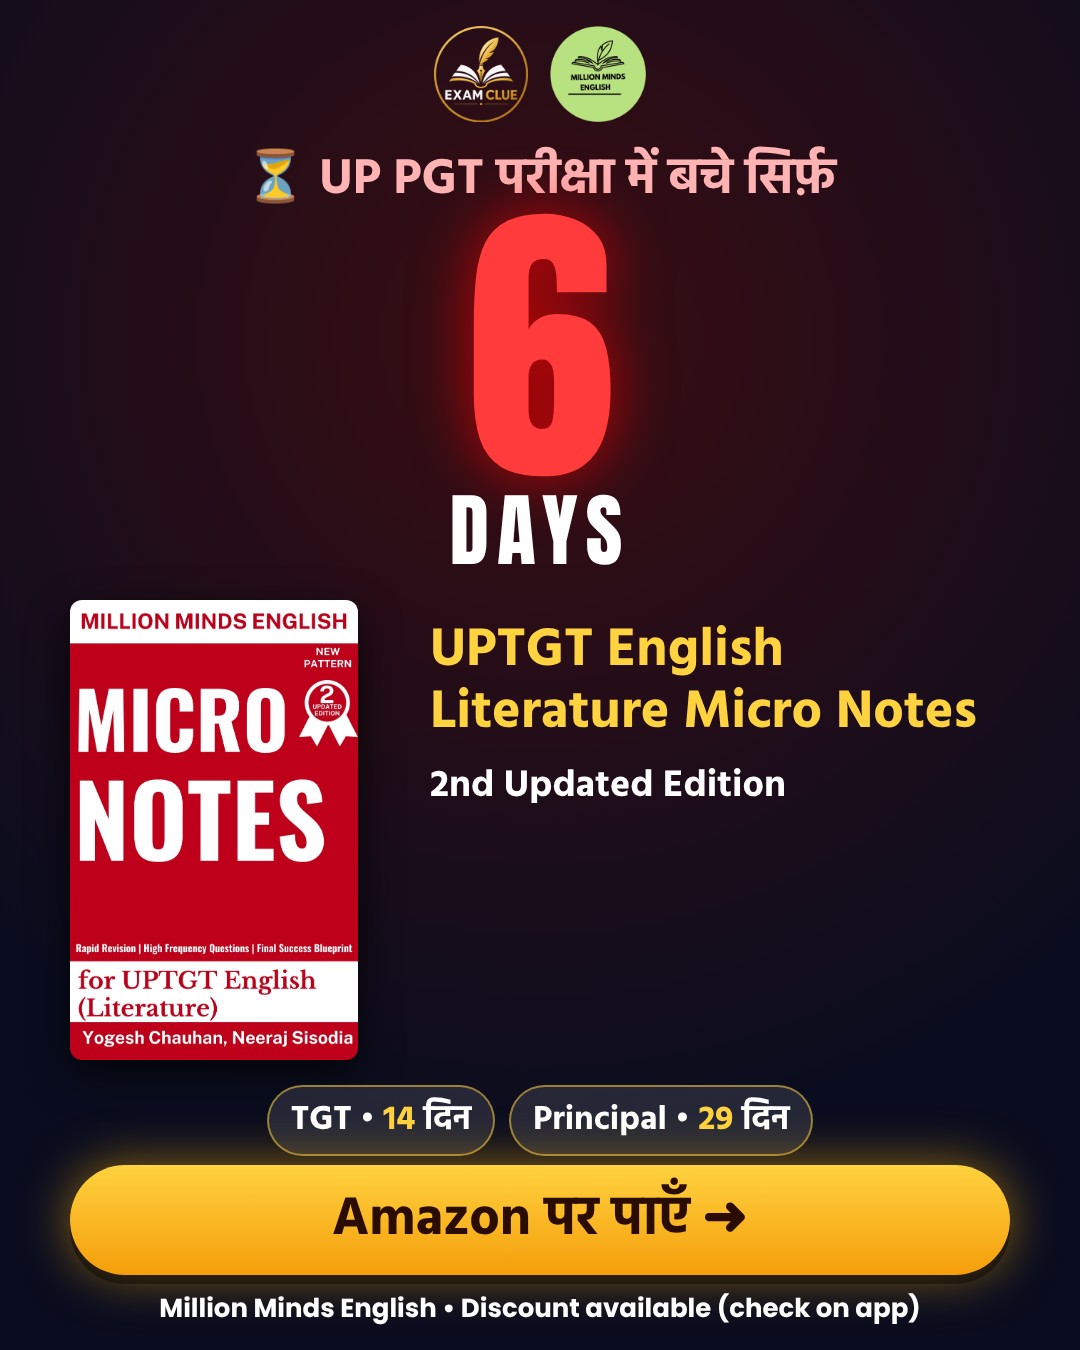 EXAM CLUE
MILLION MINDS
ENGLISH
⏳ UP PGT परीक्षा में बचे सिर्फ़
6
DAYS
MILLION MINDS ENGLISH
NEW
PATTERN
MICRO
2
UPDATED
EDITION
NOTES
Rapid Revision | High Frequency Questions | Final Success Blueprint
for UPTGT English
(Literature)
Yogesh Chauhan, Neeraj Sisodia
UPTGT English
Literature Micro Notes
2nd Updated Edition
TGT • 14 दिन
Principal • 29 दिन
Amazon पर पाएँ ➜
Million Minds English • Discount available (check on app)